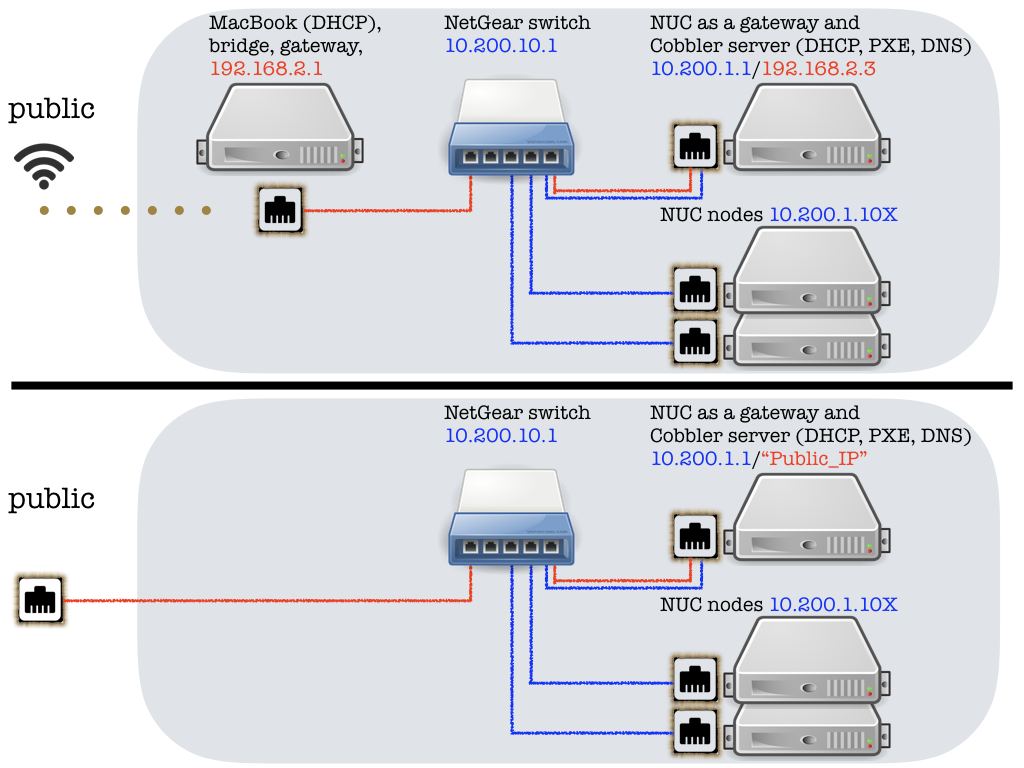 MacBook (DHCP),
bridge, gateway,
192.168.2.1
NetGear switch
10.200.10.1
NUC as a gateway and
Cobbler server (DHCP, PXE, DNS)
10.200.1.1/192.168.2.3
public
NUC nodes 10.200.1.10X
NetGear switch
10.200.10.1
NUC as a gateway and
Cobbler server (DHCP, PXE, DNS)
10.200.1.1/“Public_IP”
public
NUC nodes 10.200.1.10X